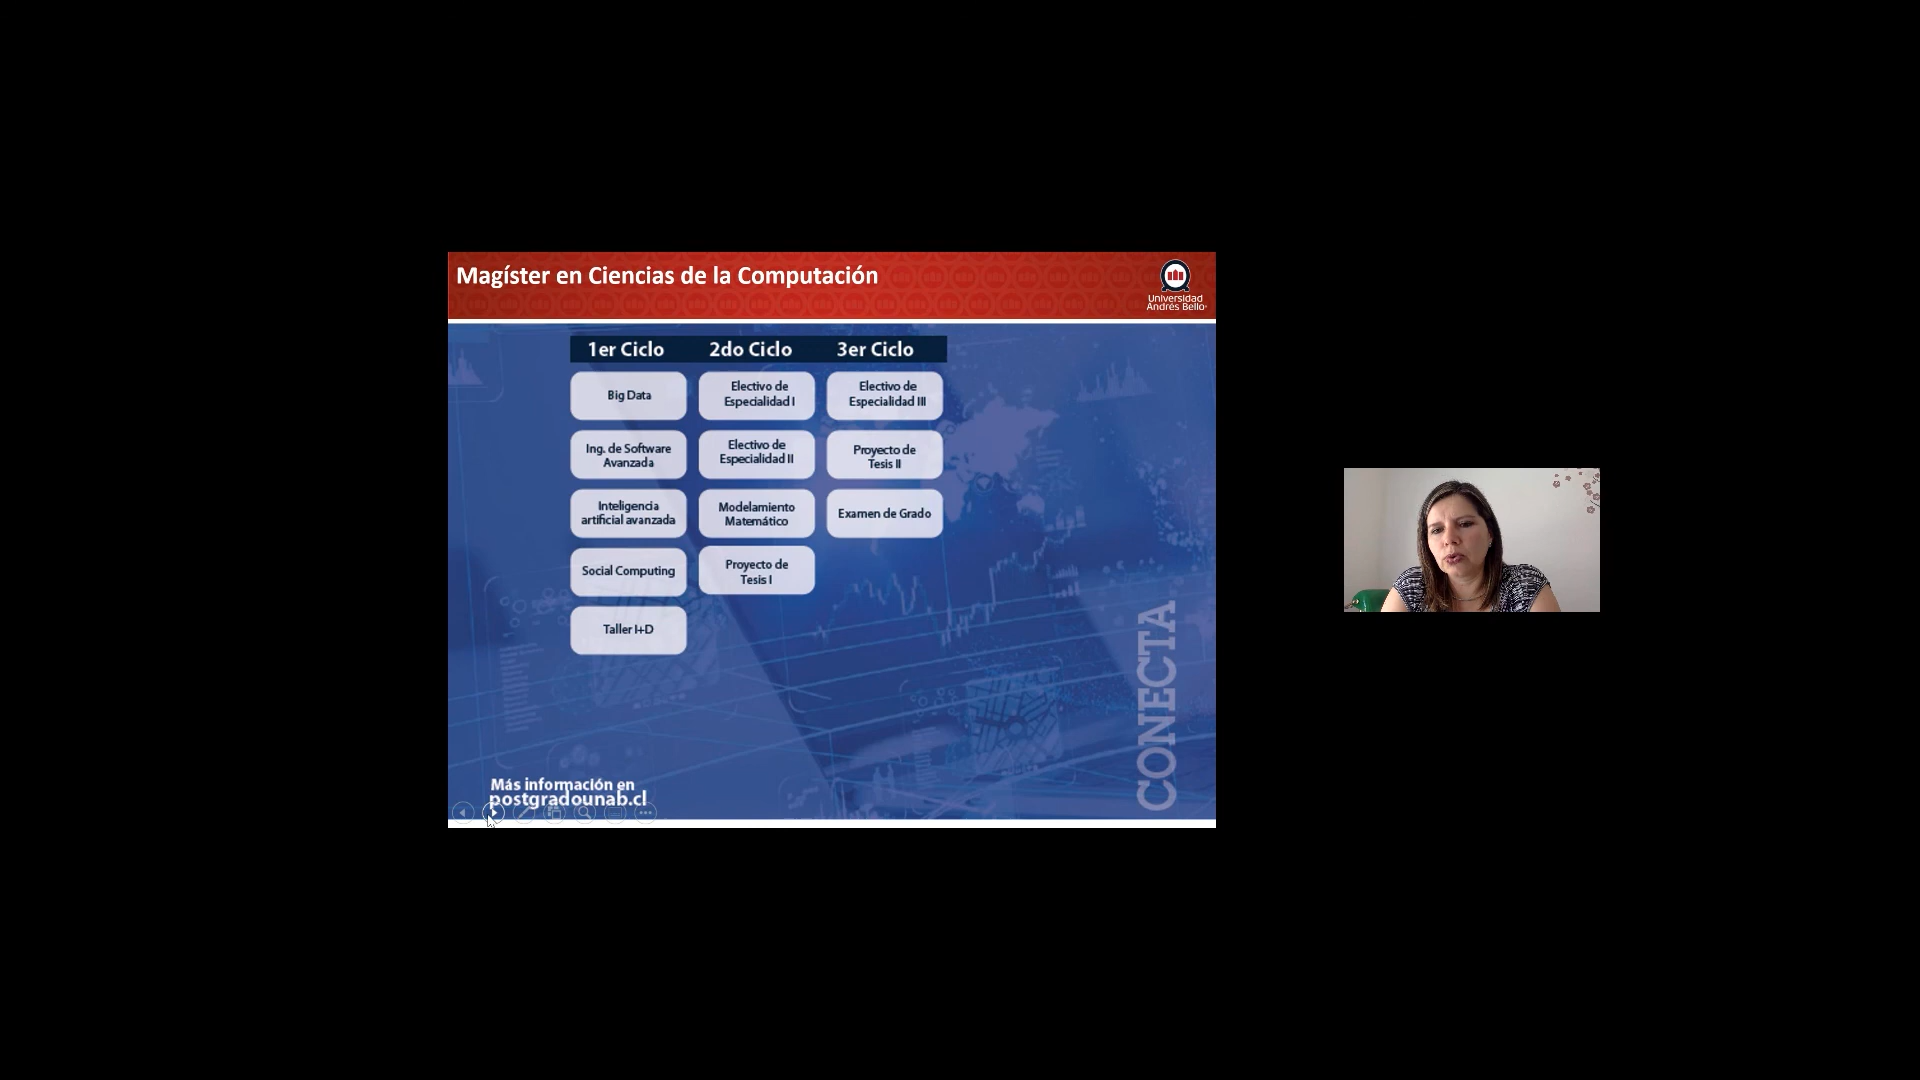 Magíster en Ciencias de la Computación
Universidad
Andrés Bello
1er Ciclo 2do Ciclo 3er Ciclo
Big Data
Electivo de
Especialidad I
Electivo de
Especialidad III
Ing. de Software
Avanzada
Electivo de
Especialidad II
Proyecto de
Tesis II
Inteligencia
artificial avanzada
Modelamiento
Matemático
Examen de Grado
Social Computing
Proyecto de
Tesis I
Taller I+D
CONECTA
Más información en
postgradounab.cl